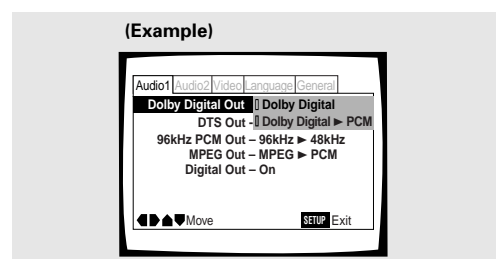 (Example)
Audio1 Audio2 Video Language General
Dolby Digital Out ▯ Dolby Digital
DTS Out - ▯ Dolby Digital ► PCM
96kHz PCM Out – 96kHz ► 48kHz
MPEG Out – MPEG ► PCM
Digital Out – On
Move SETUP Exit